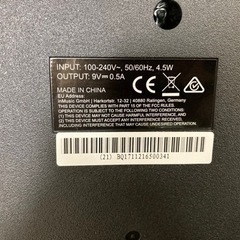 INPUT: 100-240V~, 50/60Hz, 4.5W
OUTPUT: 9V⎓0.5A
MADE IN CHINA
EU Address:
inMusic GmbH | Harkortstr. 12-32 | 40880 Ratingen, Germany
THIS DEVICE COMPLIES WITH PART 15 OF THE FCC RULES.
OPERATION IS SUBJECT TO THE FOLLOWING TWO CONDITIONS:
(1) THIS DEVICE MAY NOT CAUSE HARMFUL INTERFERENCE, AND
(2) THIS DEVICE MUST ACCEPT ANY INTERFERENCE RECEIVED,
INCLUDING INTERFERENCE THAT MAY CAUSE UNDESIRED OPERATION.
(21) BQ1711216500341